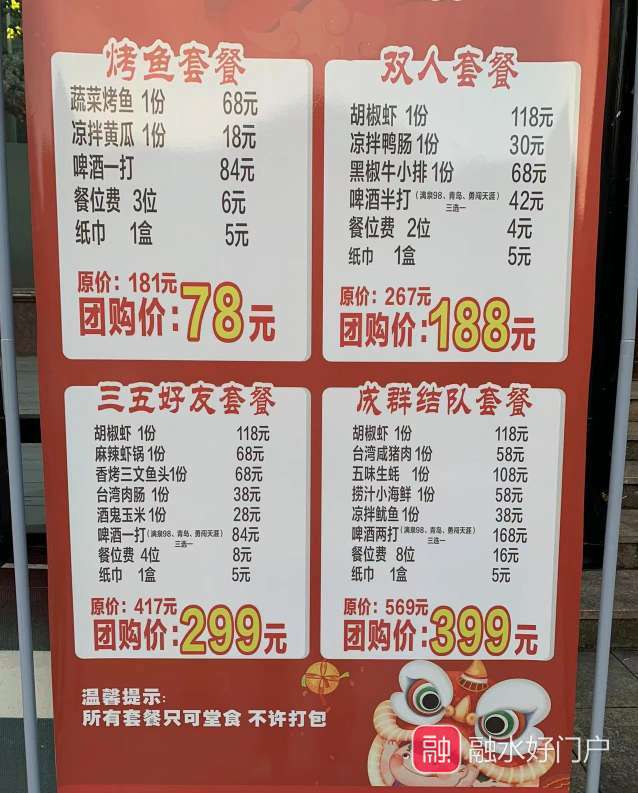 烤鱼套餐
蔬菜烤鱼 1份 68元
凉拌黄瓜 1份 18元
啤酒一打 84元
餐位费 3位 6元
纸巾 1盒 5元
原价：181元
团购价：78元
双人套餐
胡椒虾 1份 118元
凉拌鸭肠 1份 30元
黑椒牛小排 1份 68元
啤酒半打（漓泉98、青岛、勇闯天涯）三选一 42元
餐位费 2位 4元
纸巾 1盒 5元
原价：267元
团购价：188元
三五好友套餐
胡椒虾 1份 118元
麻辣虾锅 1份 68元
香烤三文鱼头 1份 68元
台湾肉肠 1份 38元
酒鬼玉米 1份 28元
啤酒一打（漓泉98、青岛、勇闯天涯）三选一 84元
餐位费 4位 8元
纸巾 1盒 5元
原价：417元
团购价：299元
成群结队套餐
胡椒虾 1份 118元
台湾咸猪肉 1份 58元
五味生蚝 1份 108元
捞汁小海鲜 1份 58元
凉拌鱿鱼 1份 38元
啤酒两打（漓泉98、青岛、勇闯天涯）三选一 168元
餐位费 8位 16元
纸巾 1盒 5元
原价：569元
团购价：399元
温馨提示：
所有套餐只可堂食 不许打包
融 融水好门户